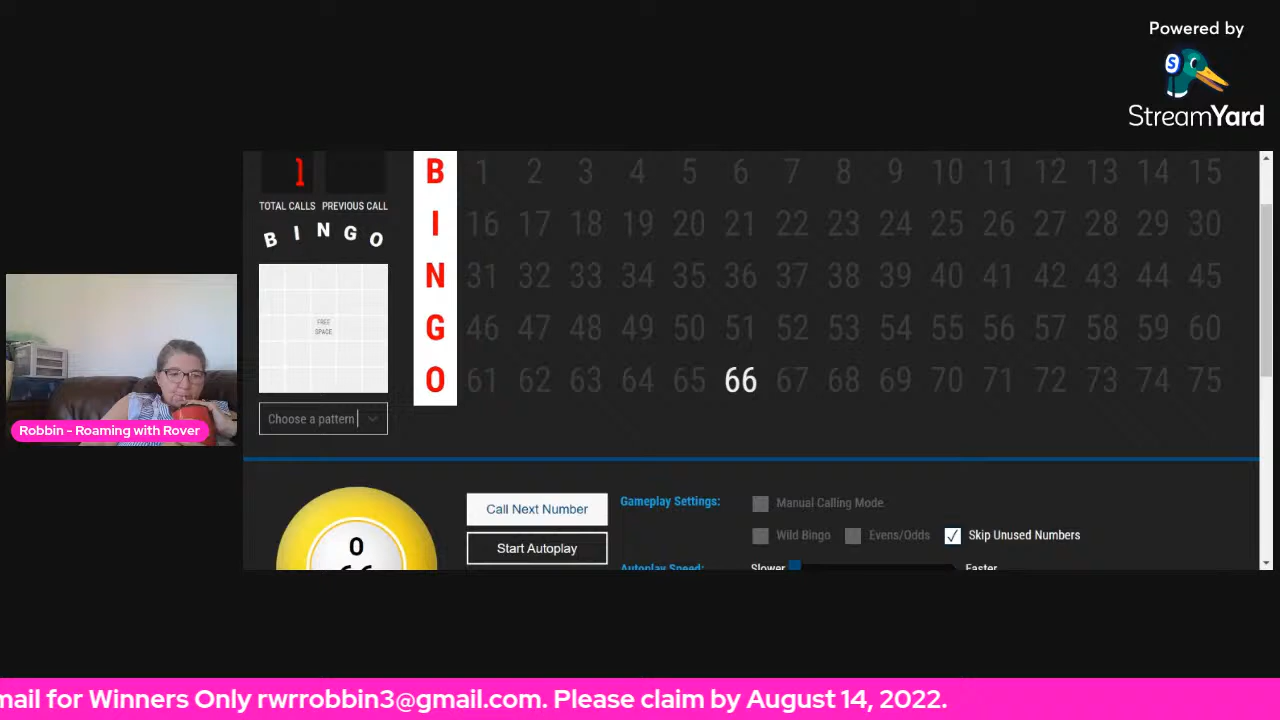 Powered by
S
StreamYard
1
TOTAL CALLS PREVIOUS CALL
BINGO
FREE
SPACE
Choose a pattern
B 1 2 3 4 5 6 7 8 9 10 11 12 13 14 15
I 16 17 18 19 20 21 22 23 24 25 26 27 28 29 30
N 31 32 33 34 35 36 37 38 39 40 41 42 43 44 45
G 46 47 48 49 50 51 52 53 54 55 56 57 58 59 60
O 61 62 63 64 65 66 67 68 69 70 71 72 73 74 75
Robbin - Roaming with Rover
O
66
Call Next Number
Start Autoplay
Gameplay Settings:
Manual Calling Mode
Wild Bingo Evens/Odds Skip Unused Numbers
Autoplay Speed: Slower Faster
mail for Winners Only rwrrobbin3@gmail.com. Please claim by August 14, 2022.